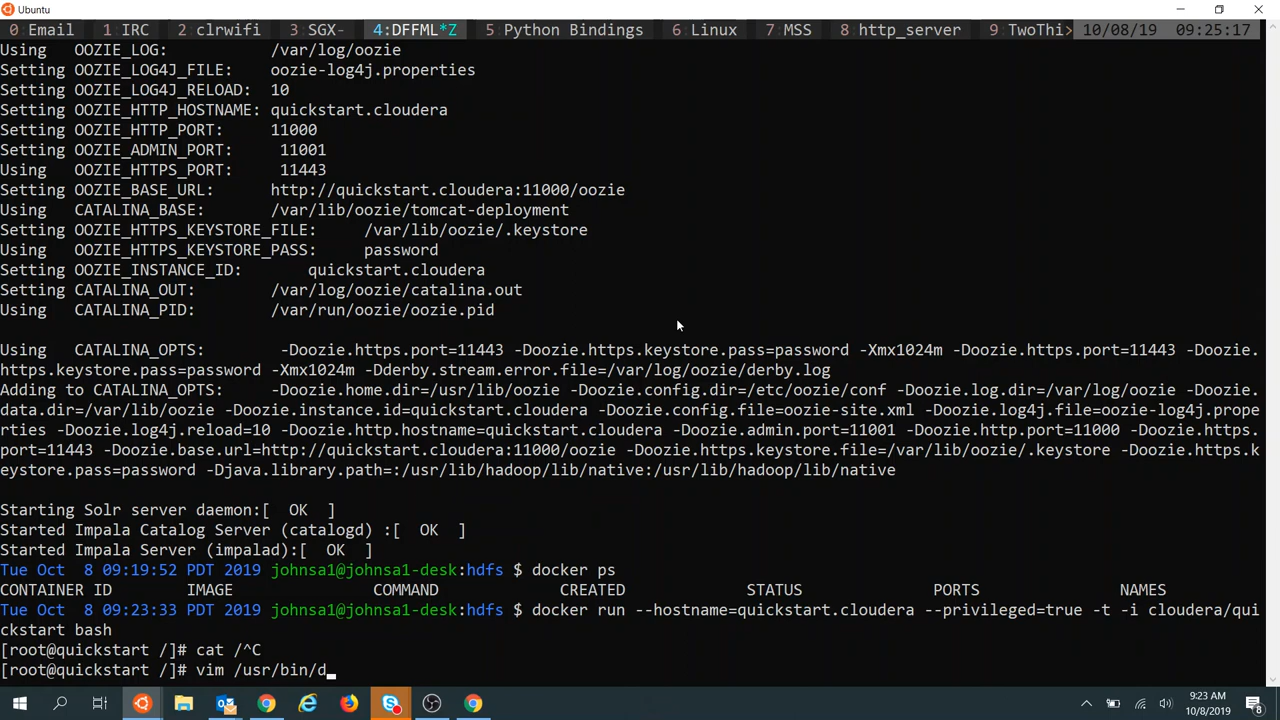 Ubuntu
0 Email 1 IRC 2 clrwifi 3 SGX- 4:DFFML*Z 5 Python Bindings 6 Linux 7 MSS 8 http_server 9 TwoThi> 10/08/19 09:25:17
Using OOZIE_LOG: /var/log/oozie
Setting OOZIE_LOG4J_FILE: oozie-log4j.properties
Setting OOZIE_LOG4J_RELOAD: 10
Setting OOZIE_HTTP_HOSTNAME: quickstart.cloudera
Setting OOZIE_HTTP_PORT: 11000
Setting OOZIE_ADMIN_PORT: 11001
Using OOZIE_HTTPS_PORT: 11443
Setting OOZIE_BASE_URL: http://quickstart.cloudera:11000/oozie
Using CATALINA_BASE: /var/lib/oozie/tomcat-deployment
Setting OOZIE_HTTPS_KEYSTORE_FILE: /var/lib/oozie/.keystore
Using OOZIE_HTTPS_KEYSTORE_PASS: password
Setting OOZIE_INSTANCE_ID: quickstart.cloudera
Setting CATALINA_OUT: /var/log/oozie/catalina.out
Using CATALINA_PID: /var/run/oozie/oozie.pid
Using CATALINA_OPTS: -Doozie.https.port=11443 -Doozie.https.keystore.pass=password -Xmx1024m -Doozie.https.port=11443 -Doozie.
https.keystore.pass=password -Xmx1024m -Dderby.stream.error.file=/var/log/oozie/derby.log
Adding to CATALINA_OPTS: -Doozie.home.dir=/usr/lib/oozie -Doozie.config.dir=/etc/oozie/conf -Doozie.log.dir=/var/log/oozie -Doozie.
data.dir=/var/lib/oozie -Doozie.instance.id=quickstart.cloudera -Doozie.config.file=oozie-site.xml -Doozie.log4j.file=oozie-log4j.prope
rties -Doozie.log4j.reload=10 -Doozie.http.hostname=quickstart.cloudera -Doozie.admin.port=11001 -Doozie.http.port=11000 -Doozie.https.
port=11443 -Doozie.base.url=http://quickstart.cloudera:11000/oozie -Doozie.https.keystore.file=/var/lib/oozie/.keystore -Doozie.https.k
eystore.pass=password -Djava.library.path=:/usr/lib/hadoop/lib/native:/usr/lib/hadoop/lib/native
Starting Solr server daemon:[ OK ]
Started Impala Catalog Server (catalogd) :[ OK ]
Started Impala Server (impalad):[ OK ]
Tue Oct 8 09:19:52 PDT 2019 johnsa1@johnsa1-desk:hdfs $ docker ps
CONTAINER ID IMAGE COMMAND CREATED STATUS PORTS NAMES
Tue Oct 8 09:23:33 PDT 2019 johnsa1@johnsa1-desk:hdfs $ docker run --hostname=quickstart.cloudera --privileged=true -t -i cloudera/qui
ckstart bash
[root@quickstart /]# cat /^C
[root@quickstart /]# vim /usr/bin/d
9:23 AM
10/8/2019
8